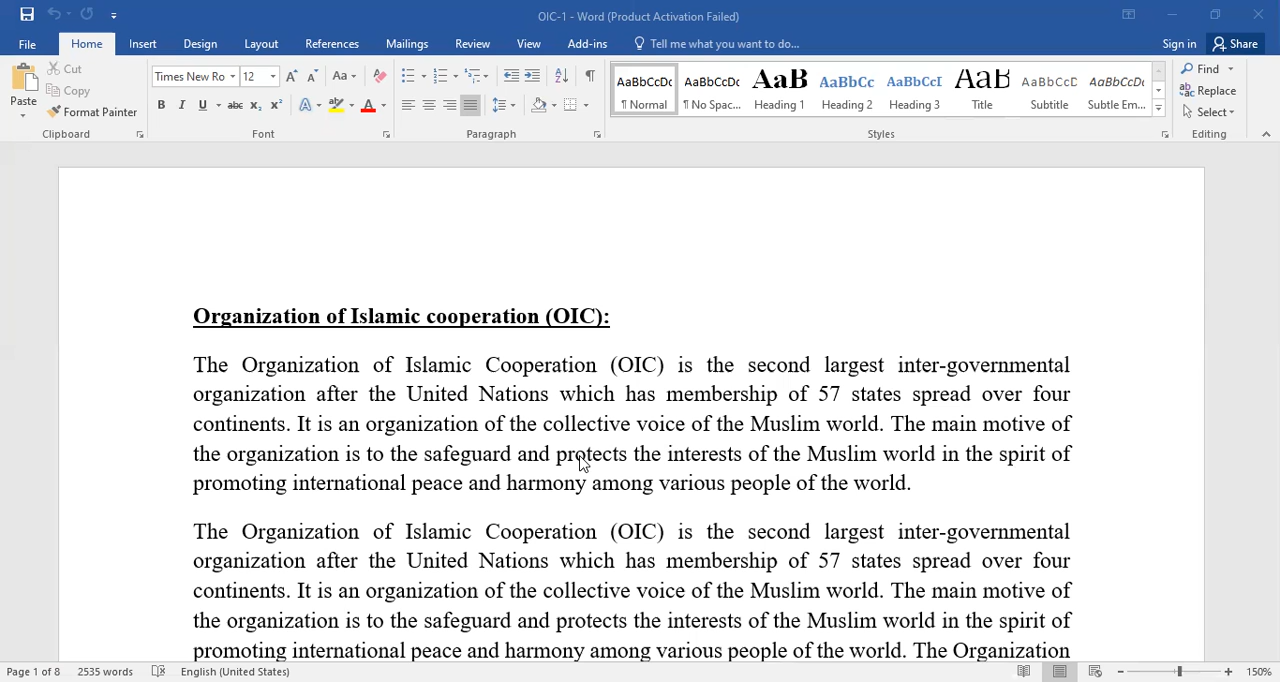 OIC-1 - Word (Product Activation Failed)
File Home Insert Design Layout References Mailings Review View Add-ins Tell me what you want to do... Sign in Share
Paste
Cut
Copy
Format Painter
Clipboard
Times New Ro 12
Font
Paragraph
AaBbCcDc AaBbCcDc AaB AaBbCc AaBbCcI AaB AaBbCcD AaBbCcDc
¶ Normal ¶ No Spac... Heading 1 Heading 2 Heading 3 Title Subtitle Subtle Em...
Styles
Find
Replace
Select
Editing
Organization of Islamic cooperation (OIC):
The Organization of Islamic Cooperation (OIC) is the second largest inter-governmental
organization after the United Nations which has membership of 57 states spread over four
continents. It is an organization of the collective voice of the Muslim world. The main motive of
the organization is to the safeguard and protects the interests of the Muslim world in the spirit of
promoting international peace and harmony among various people of the world.
The Organization of Islamic Cooperation (OIC) is the second largest inter-governmental
organization after the United Nations which has membership of 57 states spread over four
continents. It is an organization of the collective voice of the Muslim world. The main motive of
the organization is to the safeguard and protects the interests of the Muslim world in the spirit of
promoting international peace and harmony among various people of the world. The Organization
Page 1 of 8 2535 words English (United States) 150%